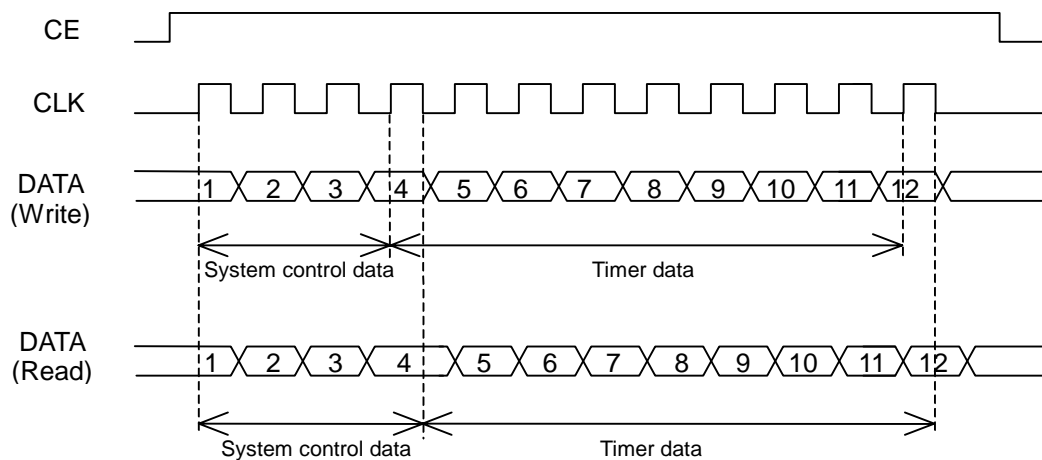 CE
CLK
DATA
(Write)
1 2 3 4 5 6 7 8 9 10 11 12
System control data Timer data
DATA
(Read)
1 2 3 4 5 6 7 8 9 10 11 12
System control data Timer data